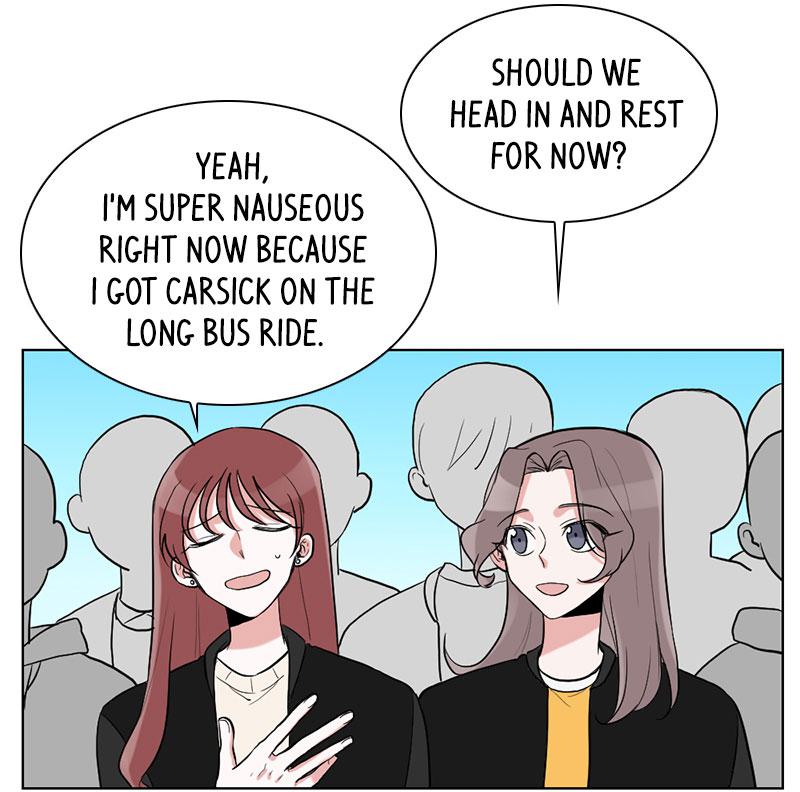 SHOULD WE
HEAD IN AND REST
FOR NOW?
YEAH,
I'M SUPER NAUSEOUS
RIGHT NOW BECAUSE
I GOT CARSICK ON THE
LONG BUS RIDE.